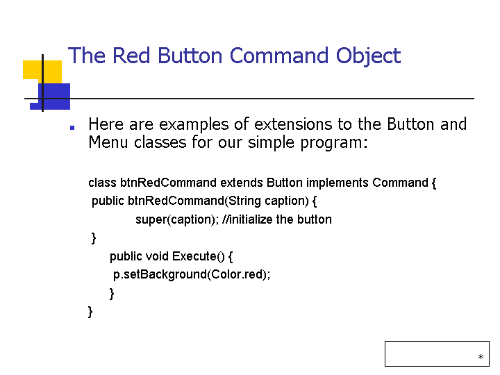 The Red Button Command Object
Here are examples of extensions to the Button and
Menu classes for our simple program:
class btnRedCommand extends Button implements Command {
public btnRedCommand(String caption) {
super(caption); //initialize the button
}
public void Execute() {
p.setBackground(Color.red);
}
}
*